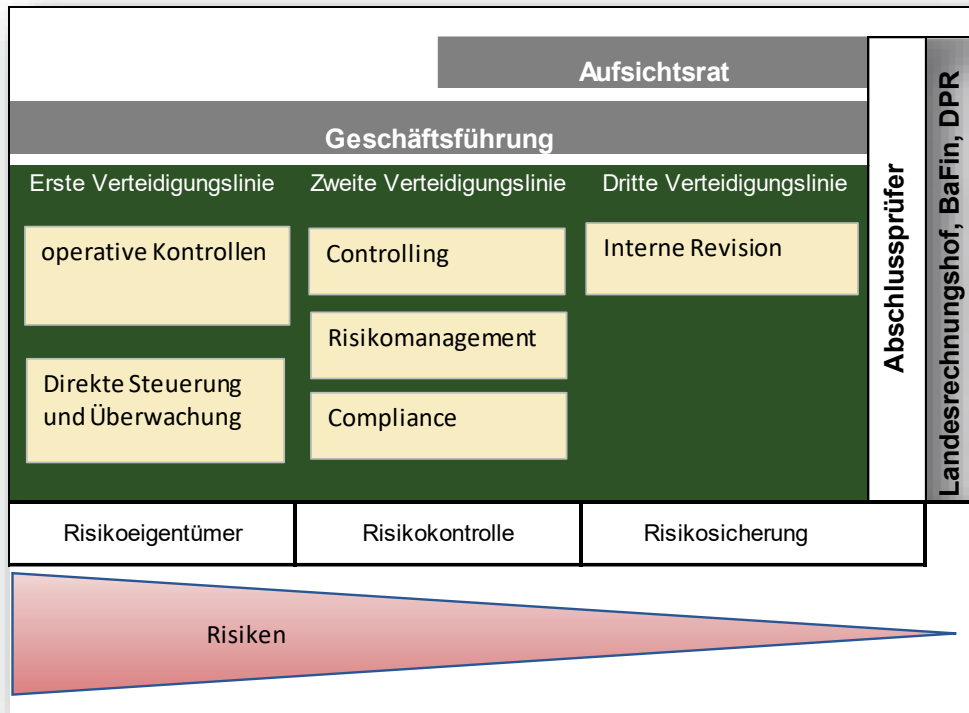 Aufsichtsrat
Geschäftsführung
Erste Verteidigungslinie
Zweite Verteidigungslinie
Dritte Verteidigungslinie
operative Kontrollen
Direkte Steuerung
und Überwachung
Controlling
Risikomanagement
Compliance
Interne Revision
Abschlussprüfer
Landesrechnungshof, BaFin, DPR
Risikoeigentümer
Risikokontrolle
Risikosicherung
Risiken